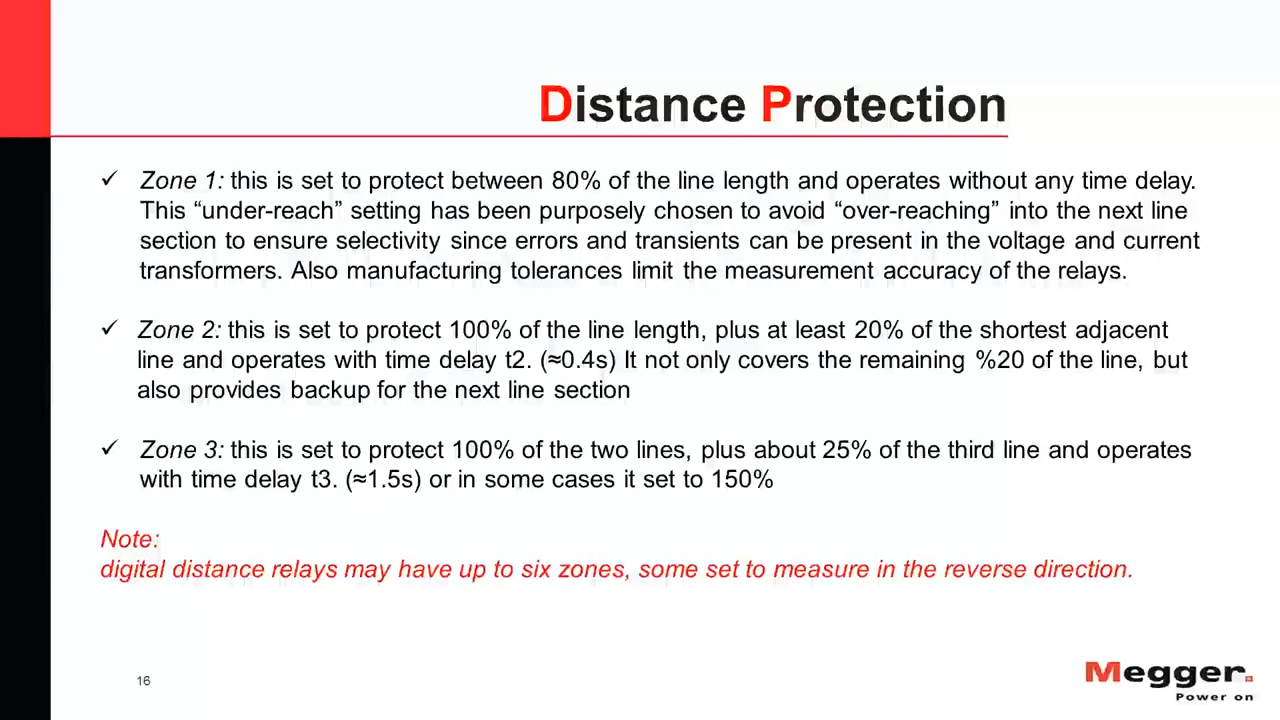 Distance Protection
✓ Zone 1: this is set to protect between 80% of the line length and operates without any time delay.
This “under-reach” setting has been purposely chosen to avoid “over-reaching” into the next line
section to ensure selectivity since errors and transients can be present in the voltage and current
transformers. Also manufacturing tolerances limit the measurement accuracy of the relays.
✓ Zone 2: this is set to protect 100% of the line length, plus at least 20% of the shortest adjacent
line and operates with time delay t2. (≈0.4s) It not only covers the remaining %20 of the line, but
also provides backup for the next line section
✓ Zone 3: this is set to protect 100% of the two lines, plus about 25% of the third line and operates
with time delay t3. (≈1.5s) or in some cases it set to 150%
Note:
digital distance relays may have up to six zones, some set to measure in the reverse direction.
16
Megger.
Power on